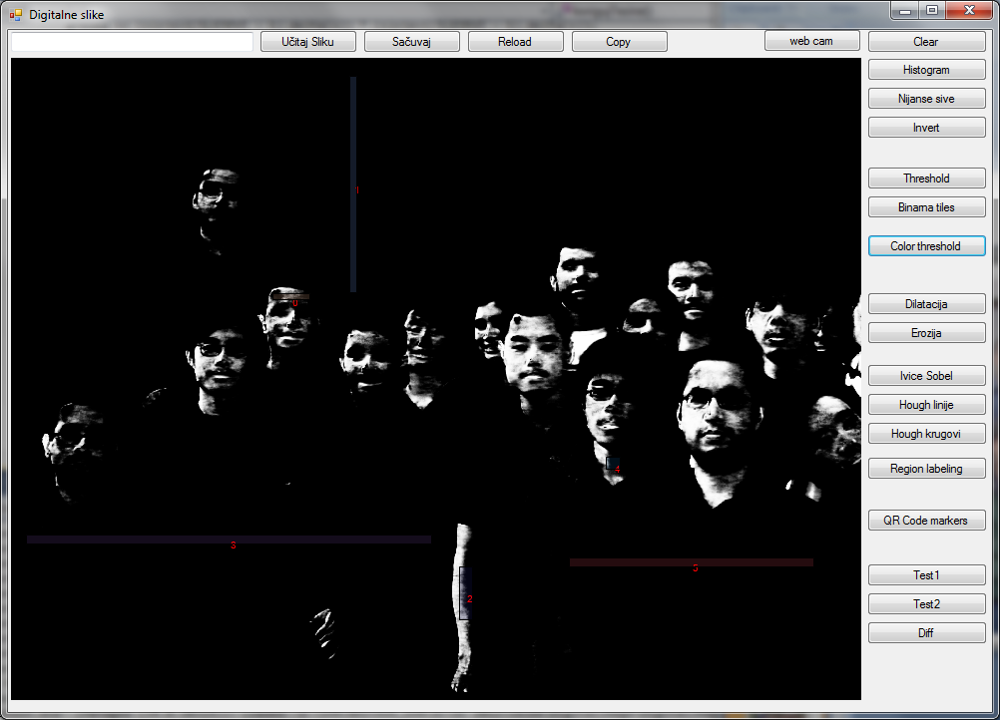 Digitalne slike
Učitaj Sliku
Sačuvaj
Reload
Copy
web cam
Clear
Histogram
Nijanse sive
Invert
Threshold
Binarna tiles
Color threshold
Dilatacija
Erozija
Ivice Sobel
Hough linije
Hough krugovi
Region labeling
QR Code markers
Test1
Test2
Diff
1
0
4
3
5
2